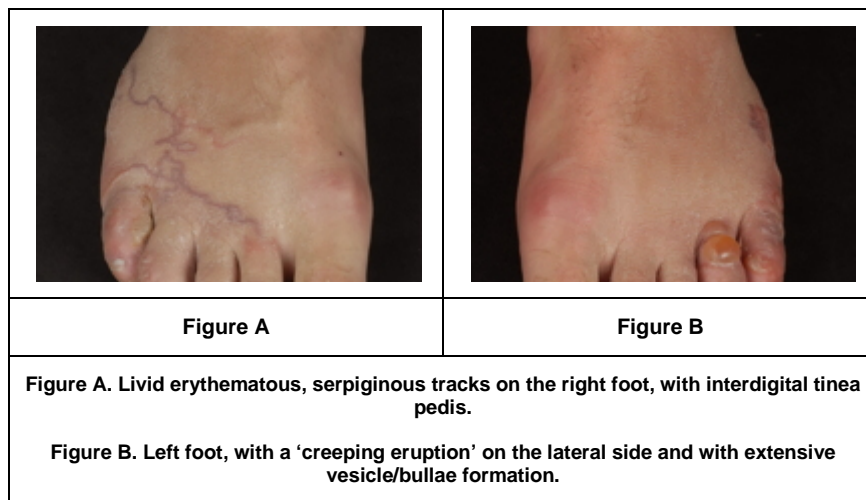 Figure A
Figure B
Figure A. Livid erythematous, serpiginous tracks on the right foot, with interdigital tinea
pedis.
Figure B. Left foot, with a ‘creeping eruption’ on the lateral side and with extensive
vesicle/bullae formation.